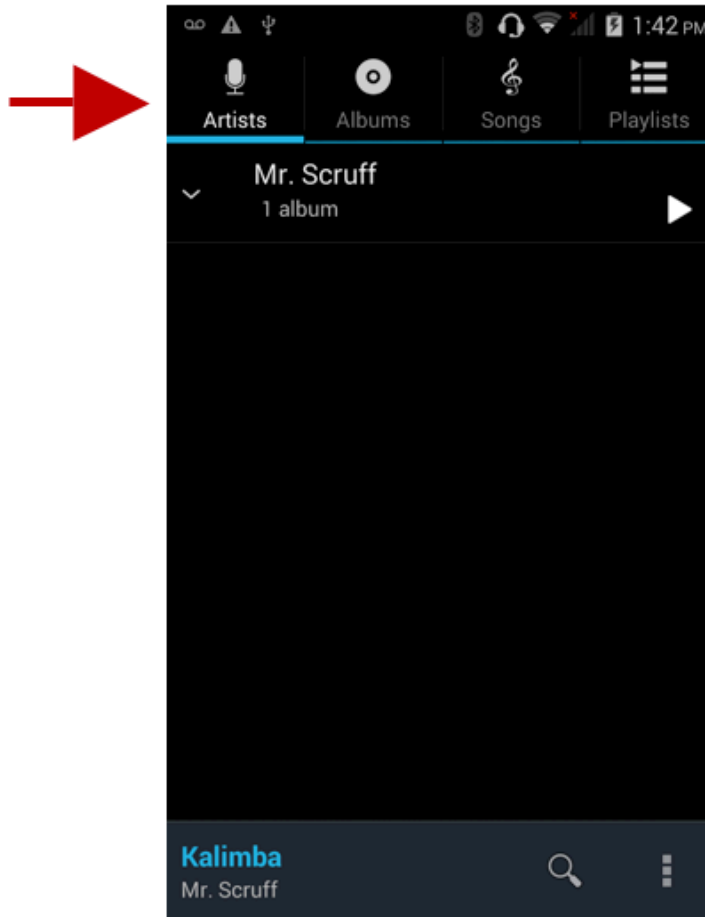 1:42 PM
Artists Albums Songs Playlists
Mr. Scruff
1 album
Kalimba
Mr. Scruff